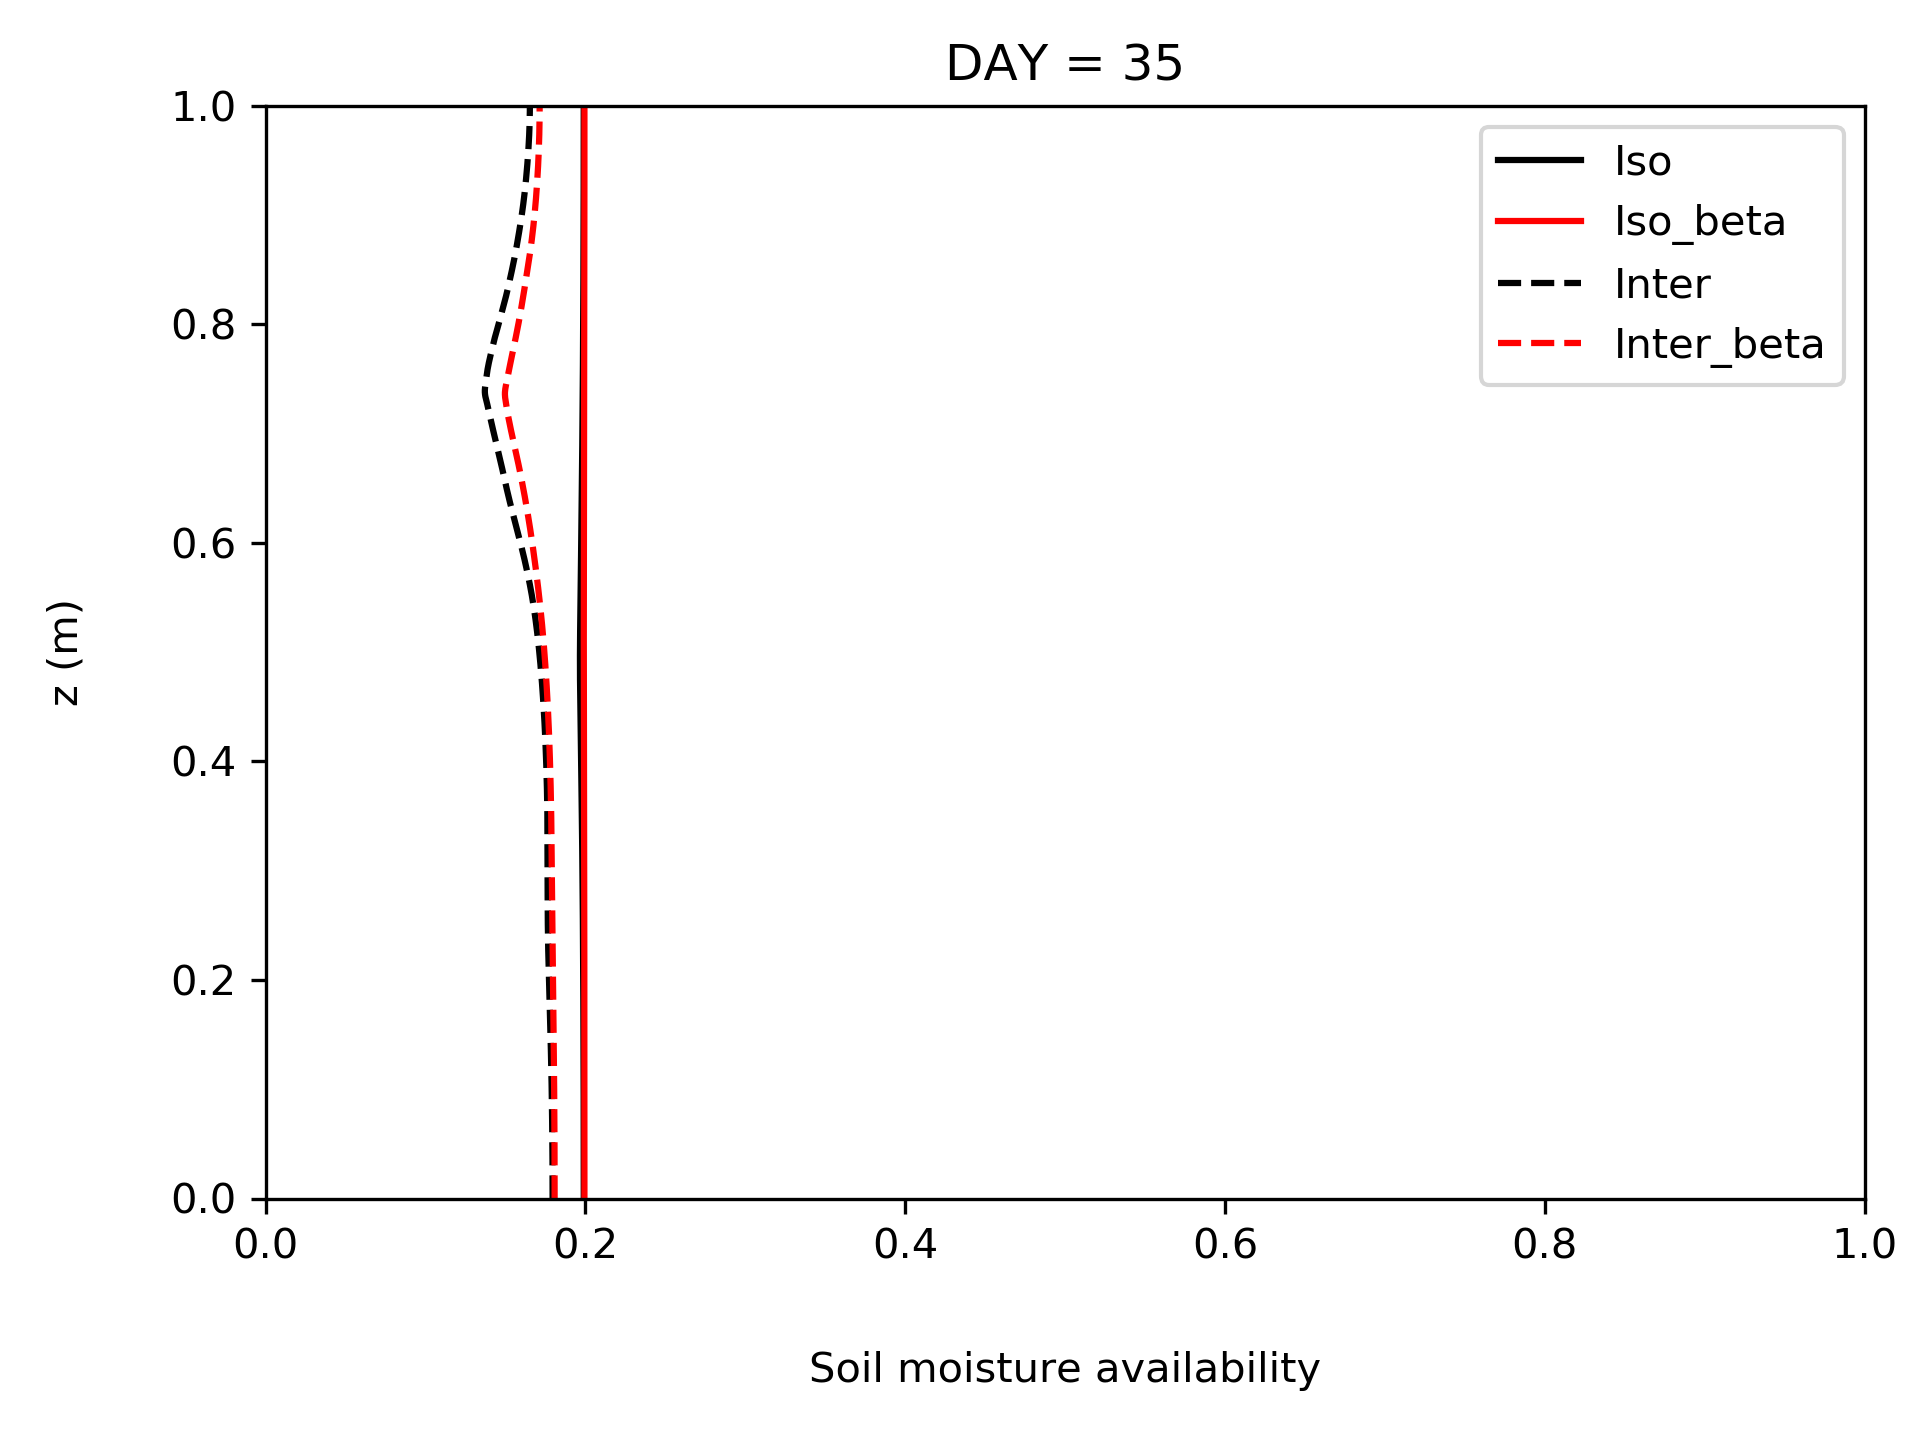 DAY = 35
1.0
0.8
0.6
0.4
0.2
0.0
z (m)
Iso
Iso_beta
Inter
Inter_beta
0.0 0.2 0.4 0.6 0.8 1.0
Soil moisture availability